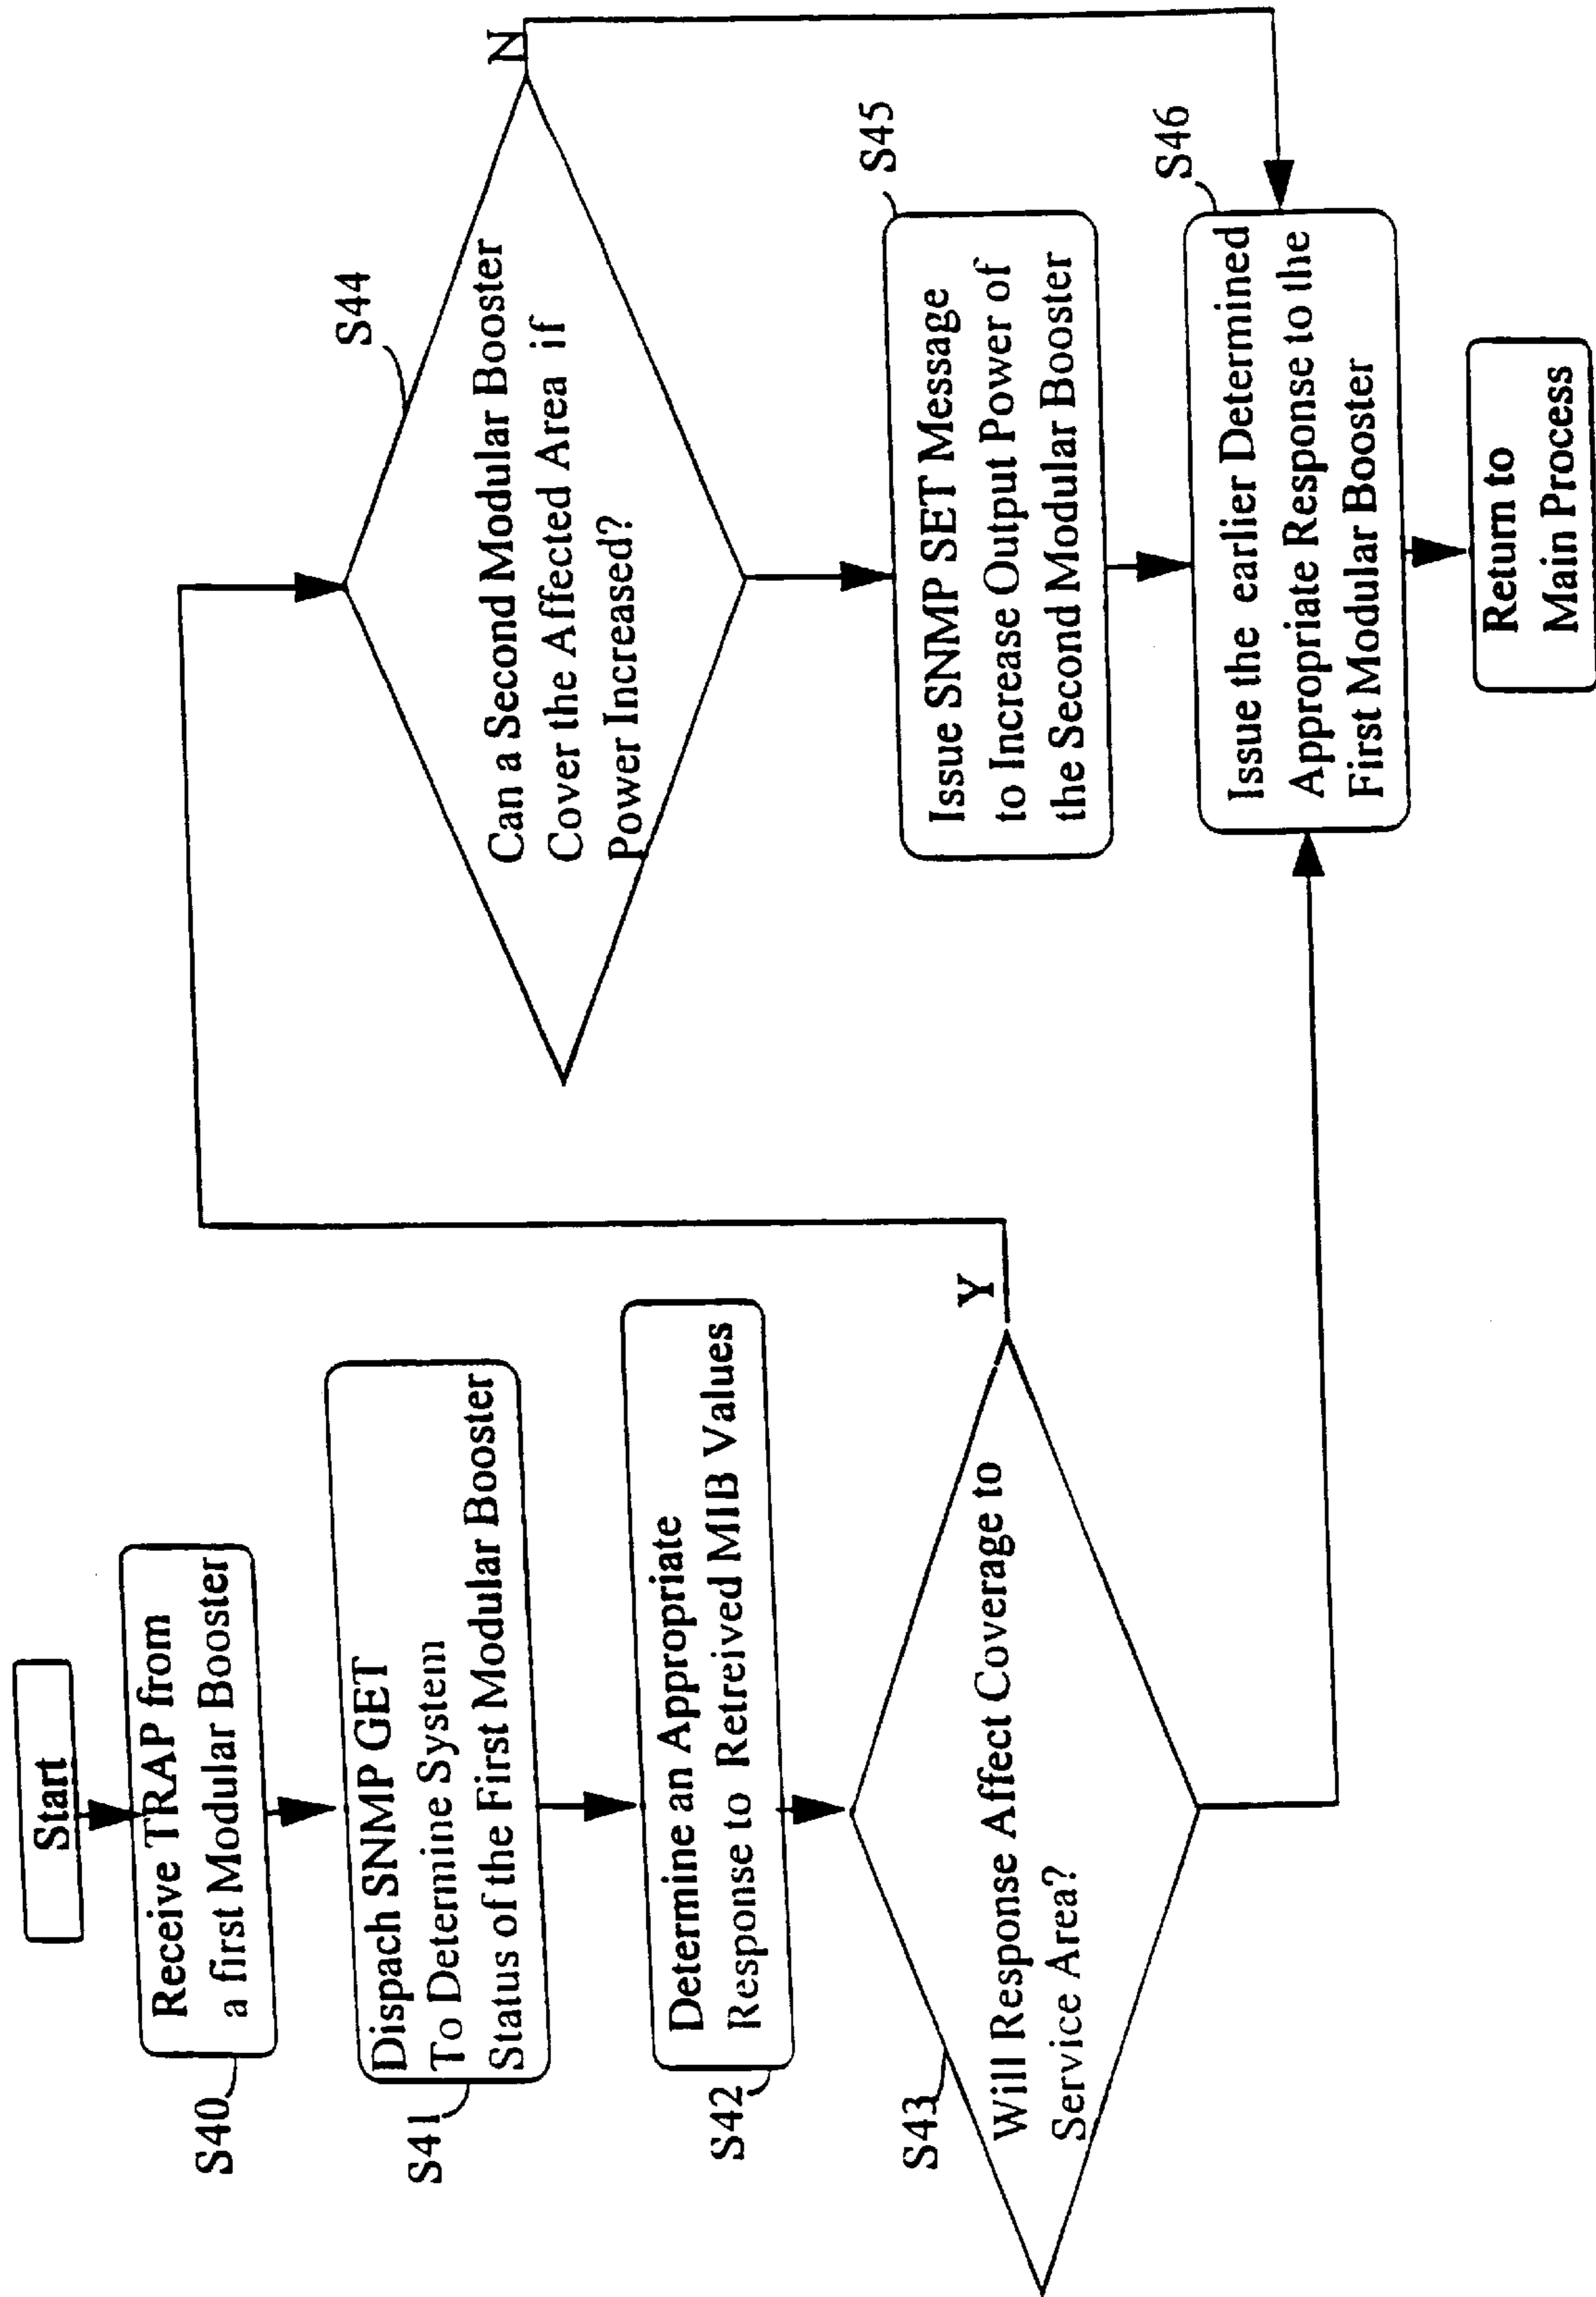 Start
Receive TRAP from
a first Modular Booster
S40
Dispach SNMP GET
To Determine System
Status of the First Modular Booster
S41
Determine an Appropriate
Response to Retreived MIB Values
S42
Will Response Affect Coverage to
Service Area?
S43
Y
Can a Second Modular Booster
Cover the Affected Area if
Power Increased?
S44
N
Issue SNMP SET Message
to Increase Output Power of
the Second Modular Booster
S45
Issue the earlier Determined
Appropriate Response to the
First Modular Booster
S46
Return to
Main Process